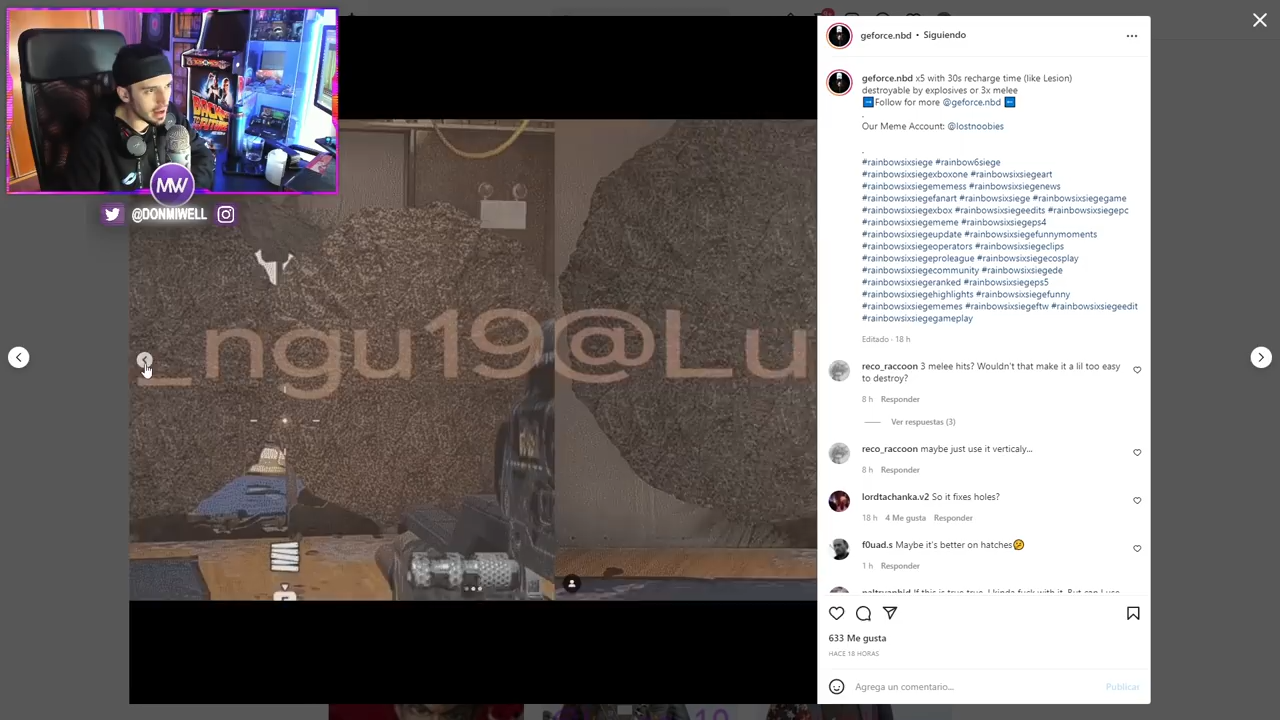 BACK
FUTURE
MW
@DONMIWELL
ngu19@Lu
geforce.nbd • Siguiendo
geforce.nbd x5 with 30s recharge time (like Lesion)
destroyable by explosives or 3x melee
➡Follow for more @geforce.nbd ⬅
.
Our Meme Account: @lostnoobies
.
#rainbowsixsiege #rainbow6siege
#rainbowsixsiegexboxone #rainbowsixsiegeart
#rainbowsixsiegememess #rainbowsixsiegenews
#rainbowsixsiegefanart #rainbowsixsiege #rainbowsixsiegegame
#rainbowsixsiegexbox #rainbowsixsiegeedits #rainbowsixsiegepc
#rainbowsixsiegememe #rainbowsixsiegeps4
#rainbowsixsiegeupdate #rainbowsixsiegefunnymoments
#rainbowsixsiegeoperators #rainbowsixsiegeclips
#rainbowsixsiegeproleague #rainbowsixsiegecosplay
#rainbowsixsiegecommunity #rainbowsixsiegede
#rainbowsixsiegeranked #rainbowsixsiegeps5
#rainbowsixsiegehighlights #rainbowsixsiegefunny
#rainbowsixsiegememes #rainbowsixsiegeftw #rainbowsixsiegeedit
#rainbowsixsiegegameplay
Editado · 18 h
reco_raccoon 3 melee hits? Wouldn't that make it a lil too easy
to destroy?
8 h Responder
Ver respuestas (3)
reco_raccoon maybe just use it verticaly...
8 h Responder
lordtachanka.v2 So it fixes holes?
18 h 4 Me gusta Responder
f0uad.s Maybe it's better on hatches😕
1 h Responder
633 Me gusta
HACE 18 HORAS
Agrega un comentario...
Publicar